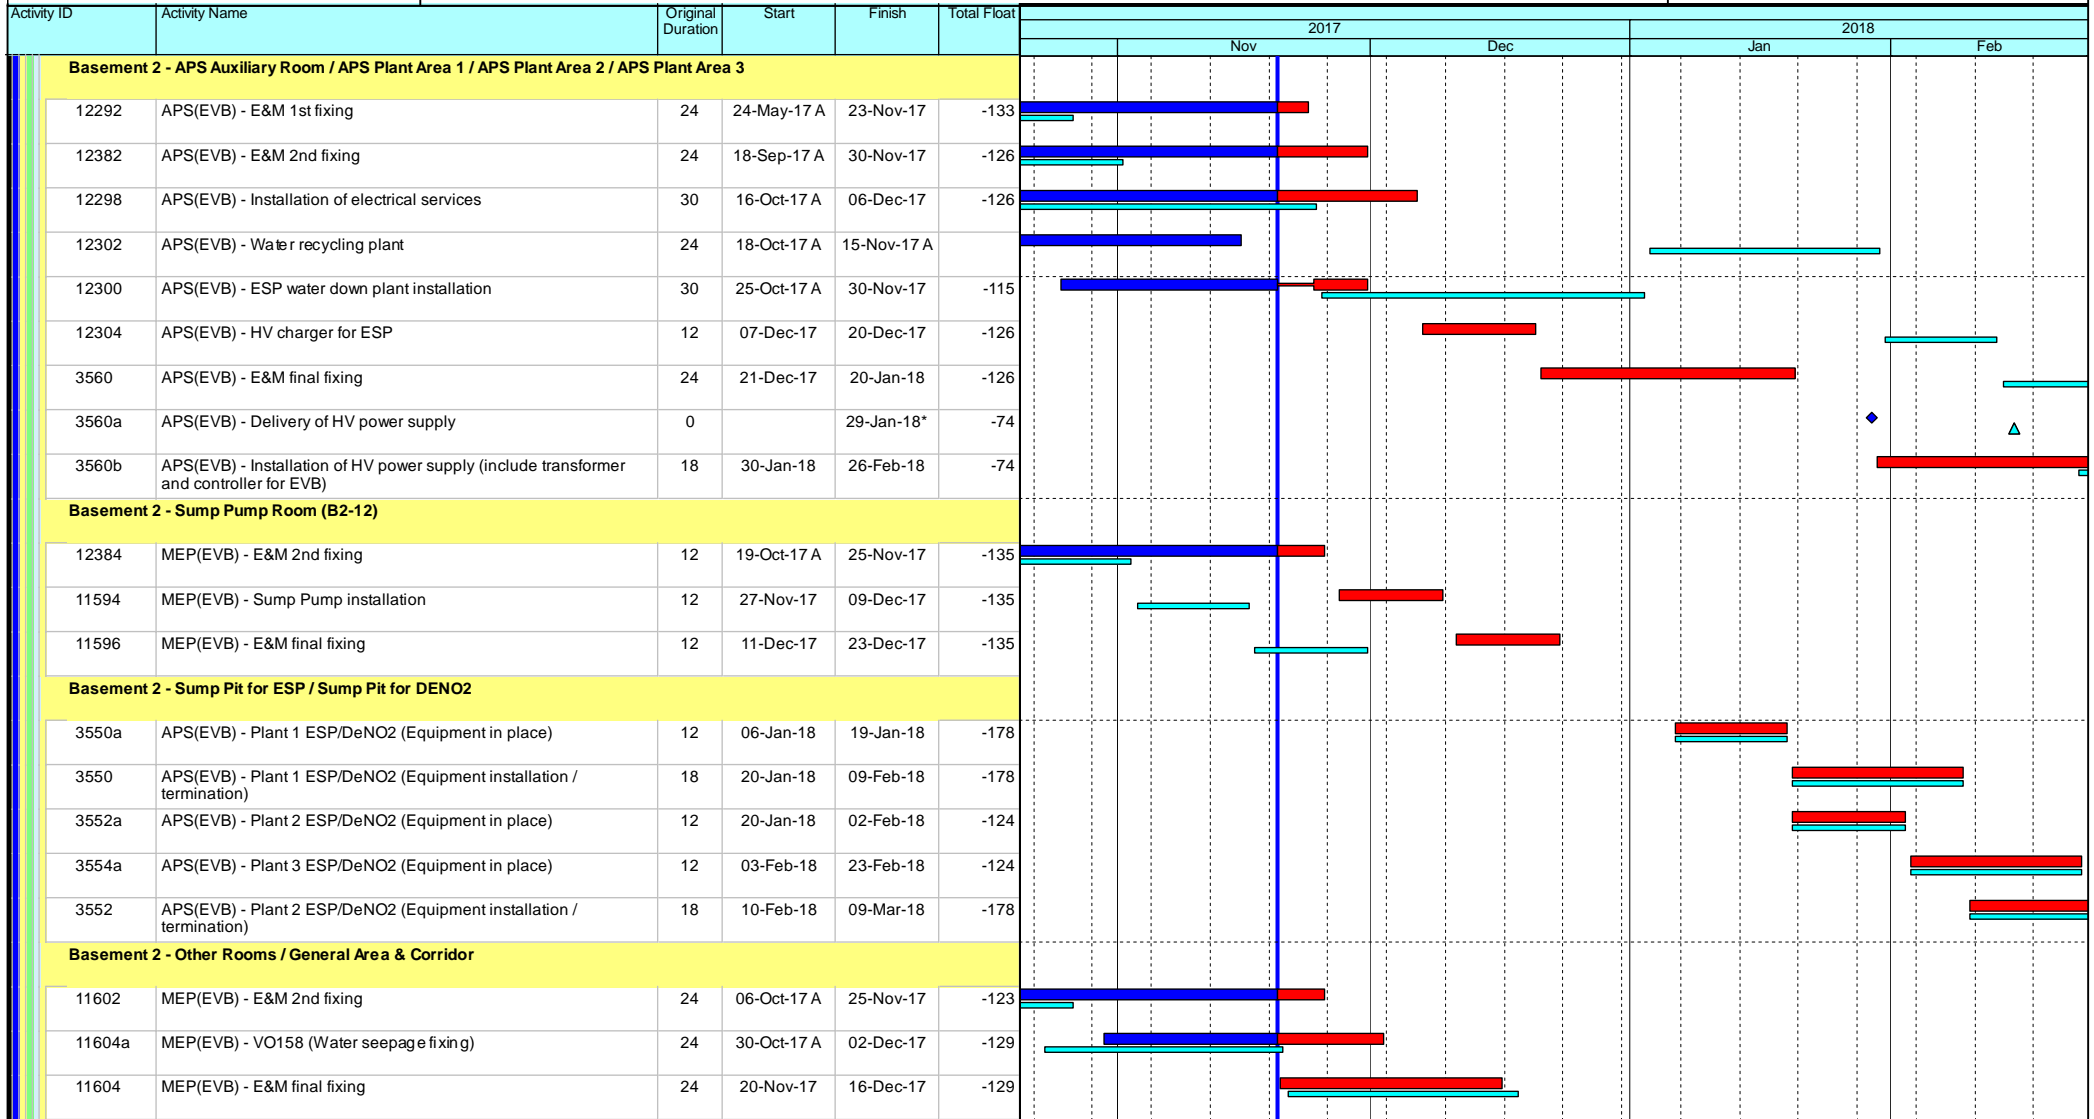 Activity ID Activity Name Original Duration Start Finish Total Float
2017 2018
Nov Dec Jan Feb
Basement 2 - APS Auxiliary Room / APS Plant Area 1 / APS Plant Area 2 / APS Plant Area 3
12292 APS(EVB) - E&M 1st fixing 24 24-May-17 A 23-Nov-17 -133
12382 APS(EVB) - E&M 2nd fixing 24 18-Sep-17 A 30-Nov-17 -126
12298 APS(EVB) - Installation of electrical services 30 16-Oct-17 A 06-Dec-17 -126
12302 APS(EVB) - Water recycling plant 24 18-Oct-17 A 15-Nov-17 A
12300 APS(EVB) - ESP water down plant installation 30 25-Oct-17 A 30-Nov-17 -115
12304 APS(EVB) - HV charger for ESP 12 07-Dec-17 20-Dec-17 -126
3560 APS(EVB) - E&M final fixing 24 21-Dec-17 20-Jan-18 -126
3560a APS(EVB) - Delivery of HV power supply 0 29-Jan-18* -74
3560b APS(EVB) - Installation of HV power supply (include transformer 18 30-Jan-18 26-Feb-18 -74
and controller for EVB)
Basement 2 - Sump Pump Room (B2-12)
12384 MEP(EVB) - E&M 2nd fixing 12 19-Oct-17 A 25-Nov-17 -135
11594 MEP(EVB) - Sump Pump installation 12 27-Nov-17 09-Dec-17 -135
11596 MEP(EVB) - E&M final fixing 12 11-Dec-17 23-Dec-17 -135
Basement 2 - Sump Pit for ESP / Sump Pit for DENO2
3550a APS(EVB) - Plant 1 ESP/DeNO2 (Equipment in place) 12 06-Jan-18 19-Jan-18 -178
3550 APS(EVB) - Plant 1 ESP/DeNO2 (Equipment installation / 18 20-Jan-18 09-Feb-18 -178
termination)
3552a APS(EVB) - Plant 2 ESP/DeNO2 (Equipment in place) 12 20-Jan-18 02-Feb-18 -124
3554a APS(EVB) - Plant 3 ESP/DeNO2 (Equipment in place) 12 03-Feb-18 23-Feb-18 -124
3552 APS(EVB) - Plant 2 ESP/DeNO2 (Equipment installation / 18 10-Feb-18 09-Mar-18 -178
termination)
Basement 2 - Other Rooms / General Area & Corridor
11602 MEP(EVB) - E&M 2nd fixing 24 06-Oct-17 A 25-Nov-17 -123
11604a MEP(EVB) - VO158 (Water seepage fixing) 24 30-Oct-17 A 02-Dec-17 -129
11604 MEP(EVB) - E&M final fixing 24 20-Nov-17 16-Dec-17 -129